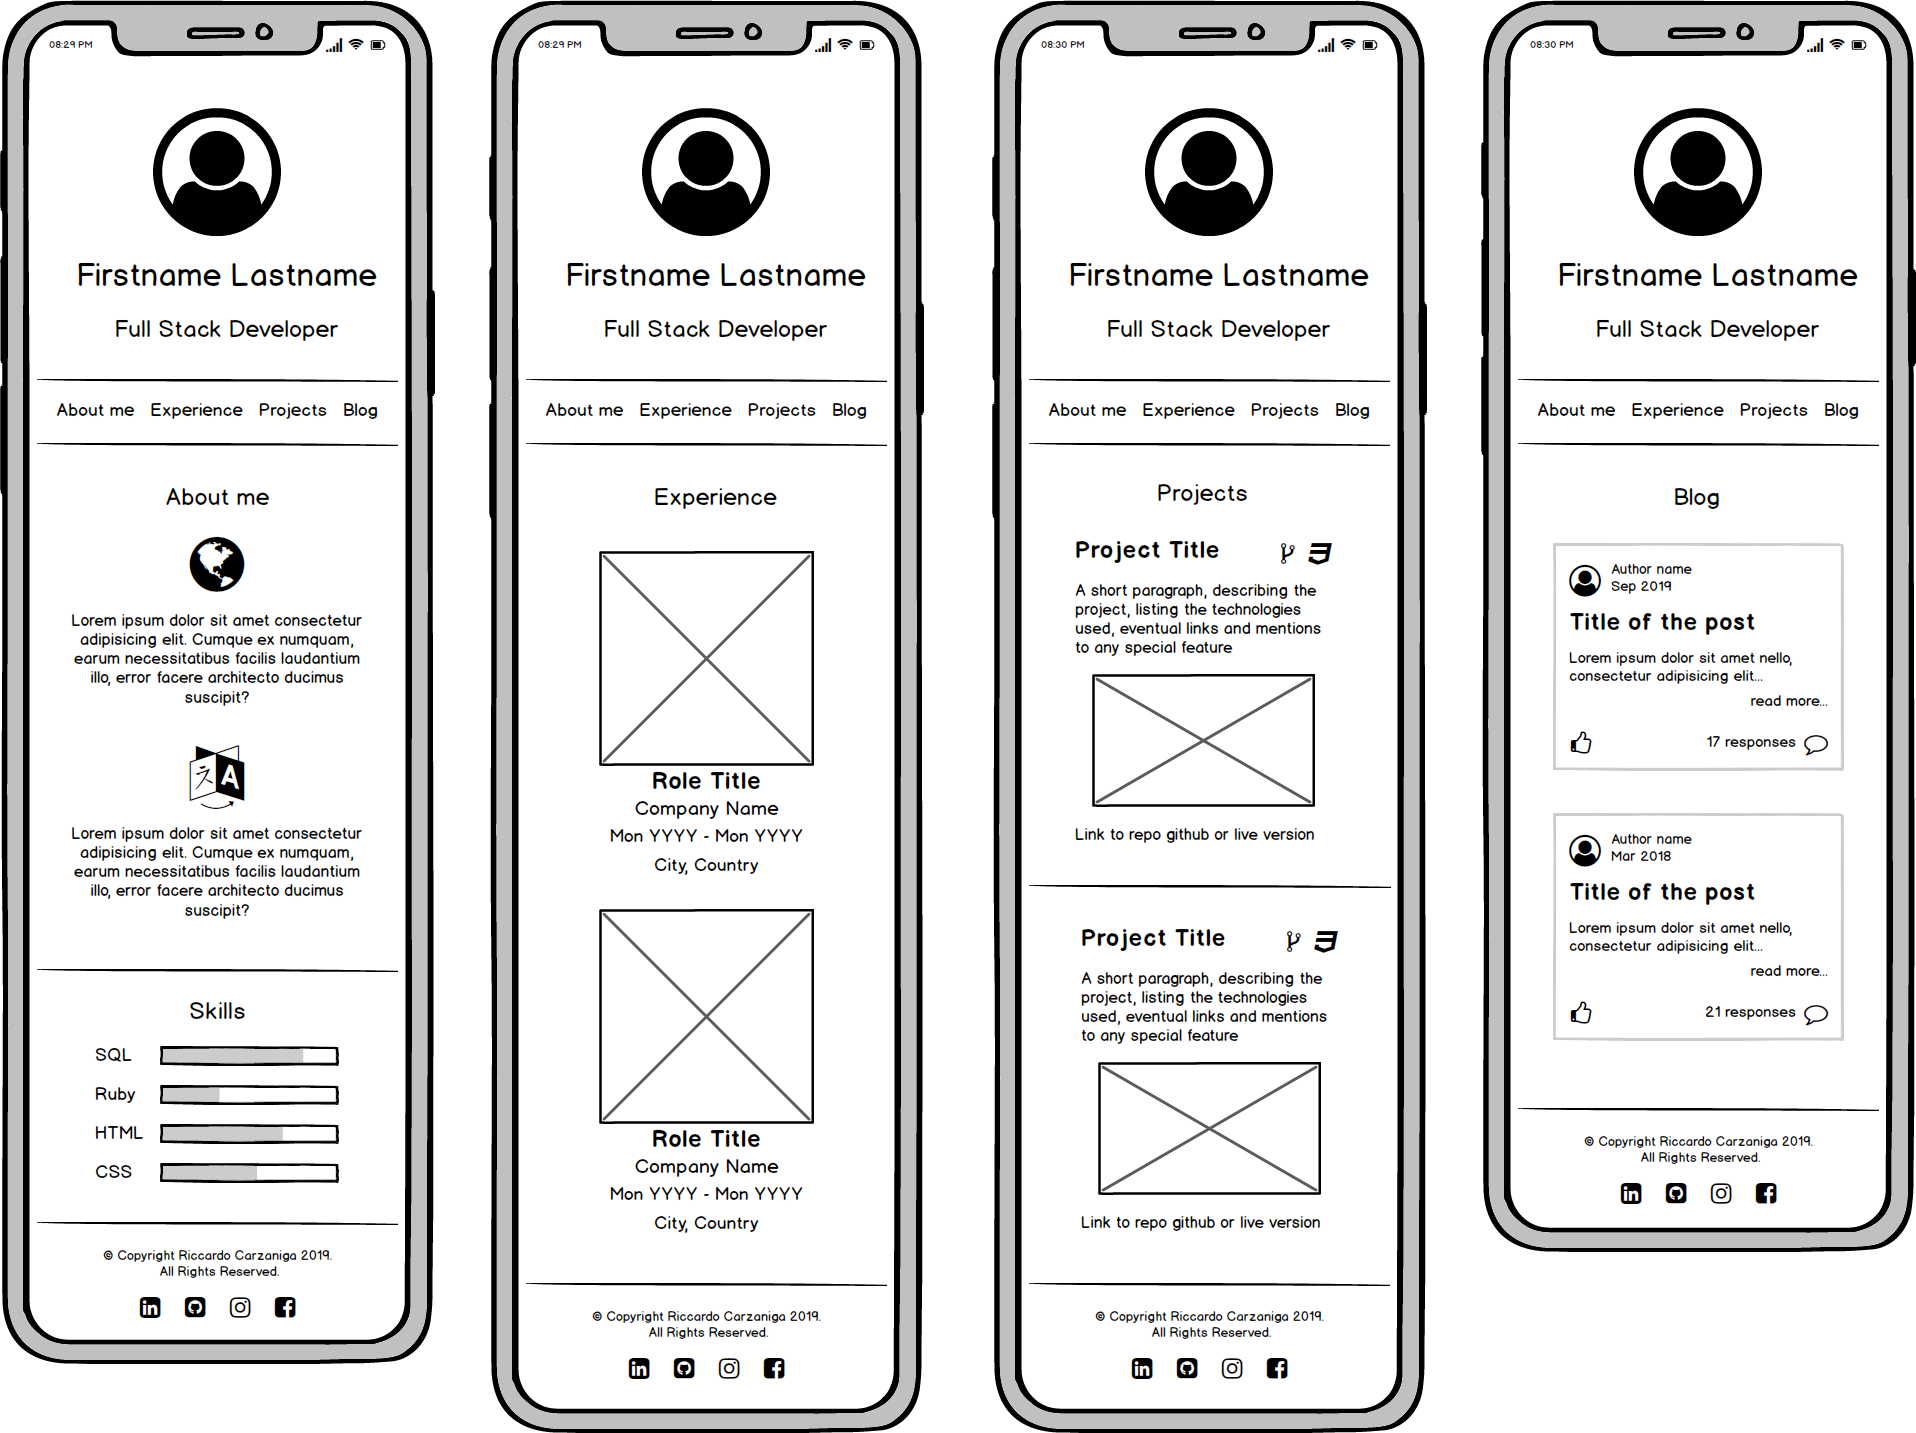 08:29 PM
Firstname Lastname
Full Stack Developer
About me Experience Projects Blog
About me
Lorem ipsum dolor sit amet consectetur
adipisicing elit. Cumque ex numquam,
earum necessitatibus facilis laudantium
illo, error facere architecto ducimus
suscipit?
A
Lorem ipsum dolor sit amet consectetur
adipisicing elit. Cumque ex numquam,
earum necessitatibus facilis laudantium
illo, error facere architecto ducimus
suscipit?
Skills
SQL
Ruby
HTML
CSS
© Copyright Riccardo Carzaniga 2019.
All Rights Reserved.
08:29 PM
Firstname Lastname
Full Stack Developer
About me Experience Projects Blog
Experience
Role Title
Company Name
Mon YYYY - Mon YYYY
City, Country
Role Title
Company Name
Mon YYYY - Mon YYYY
City, Country
© Copyright Riccardo Carzaniga 2019.
All Rights Reserved.
08:30 PM
Firstname Lastname
Full Stack Developer
About me Experience Projects Blog
Projects
Project Title
A short paragraph, describing the
project, listing the technologies
used, eventual links and mentions
to any special feature
Link to repo github or live version
Project Title
A short paragraph, describing the
project, listing the technologies
used, eventual links and mentions
to any special feature
Link to repo github or live version
© Copyright Riccardo Carzaniga 2019.
All Rights Reserved.
08:30 PM
Firstname Lastname
Full Stack Developer
About me Experience Projects Blog
Blog
Author name
Sep 2019
Title of the post
Lorem ipsum dolor sit amet nello,
consectetur adipisicing elit...
read more...
17 responses
Author name
Mar 2018
Title of the post
Lorem ipsum dolor sit amet nello,
consectetur adipisicing elit...
read more...
21 responses
© Copyright Riccardo Carzaniga 2019.
All Rights Reserved.